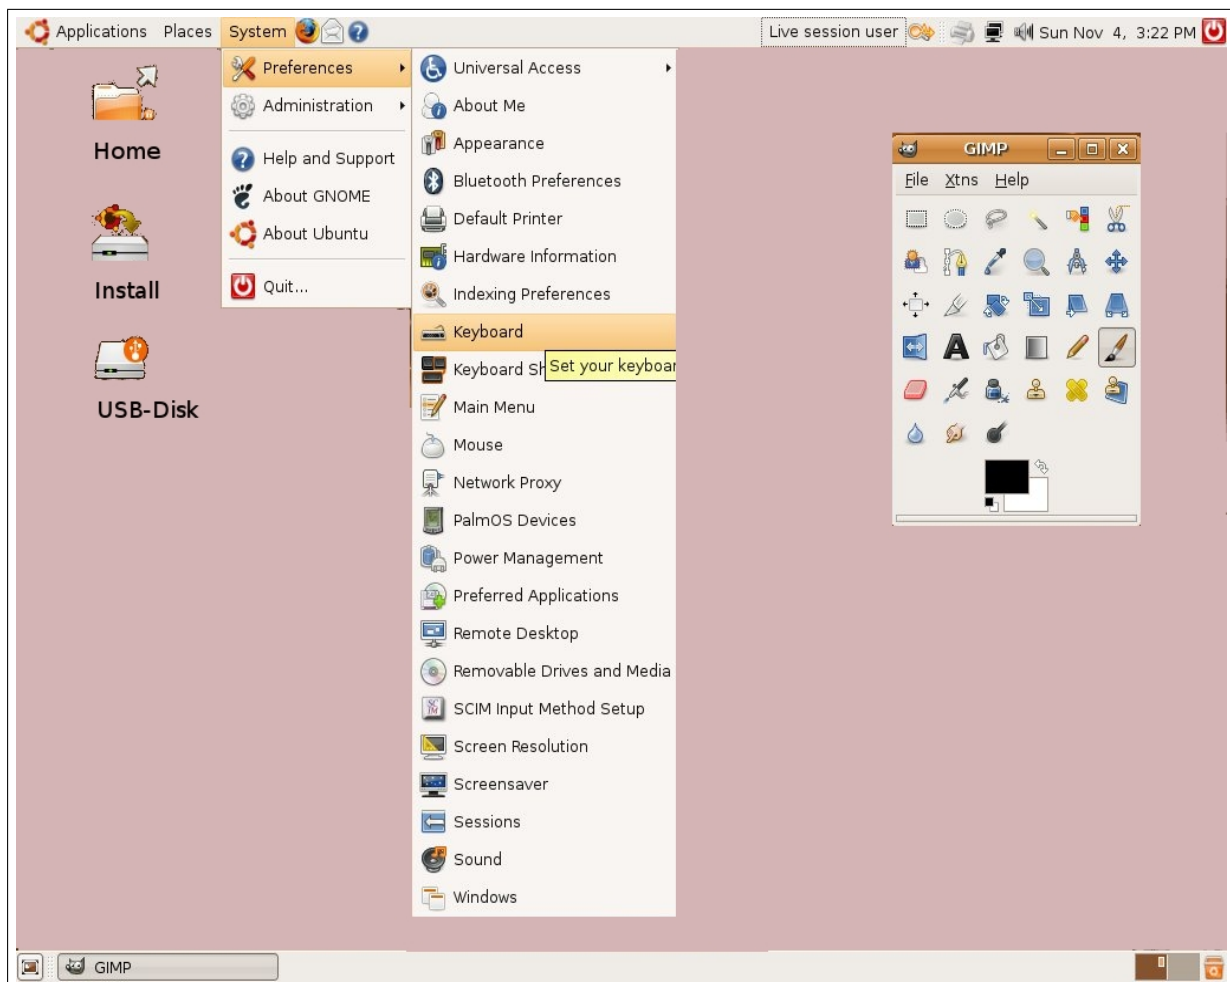 Applications Places System Live session user Sun Nov 4, 3:22 PM
Preferences
Administration
Help and Support
About GNOME
About Ubuntu
Quit...
Universal Access
About Me
Appearance
Bluetooth Preferences
Default Printer
Hardware Information
Indexing Preferences
Keyboard
Keyboard Sh
Set your keyboar
Main Menu
Mouse
Network Proxy
PalmOS Devices
Power Management
Preferred Applications
Remote Desktop
Removable Drives and Media
SCIM Input Method Setup
Screen Resolution
Screensaver
Sessions
Sound
Windows
Home
Install
USB-Disk
GIMP
File Xtns Help
GIMP